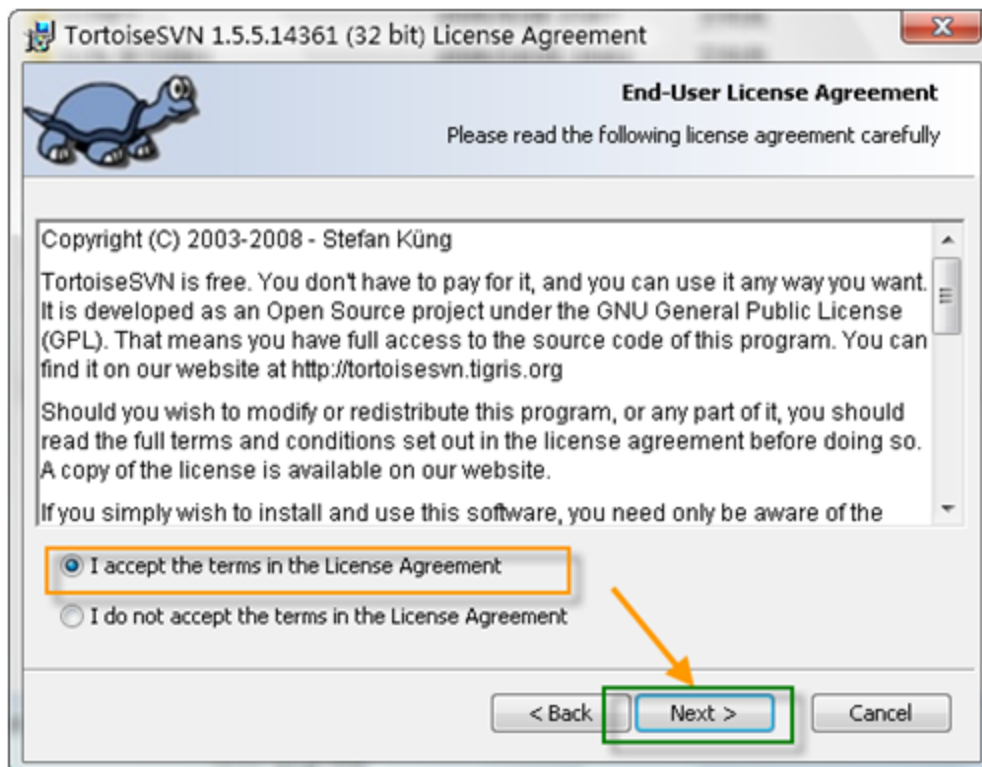 TortoiseSVN 1.5.5.14361 (32 bit) License Agreement
End-User License Agreement
Please read the following license agreement carefully
Copyright (C) 2003-2008 - Stefan Küng
TortoiseSVN is free. You don't have to pay for it, and you can use it any way you want.
It is developed as an Open Source project under the GNU General Public License
(GPL). That means you have full access to the source code of this program. You can
find it on our website at http://tortoisesvn.tigris.org
Should you wish to modify or redistribute this program, or any part of it, you should
read the full terms and conditions set out in the license agreement before doing so.
A copy of the license is available on our website.
If you simply wish to install and use this software, you need only be aware of the
I accept the terms in the License Agreement
I do not accept the terms in the License Agreement
< Back Next > Cancel